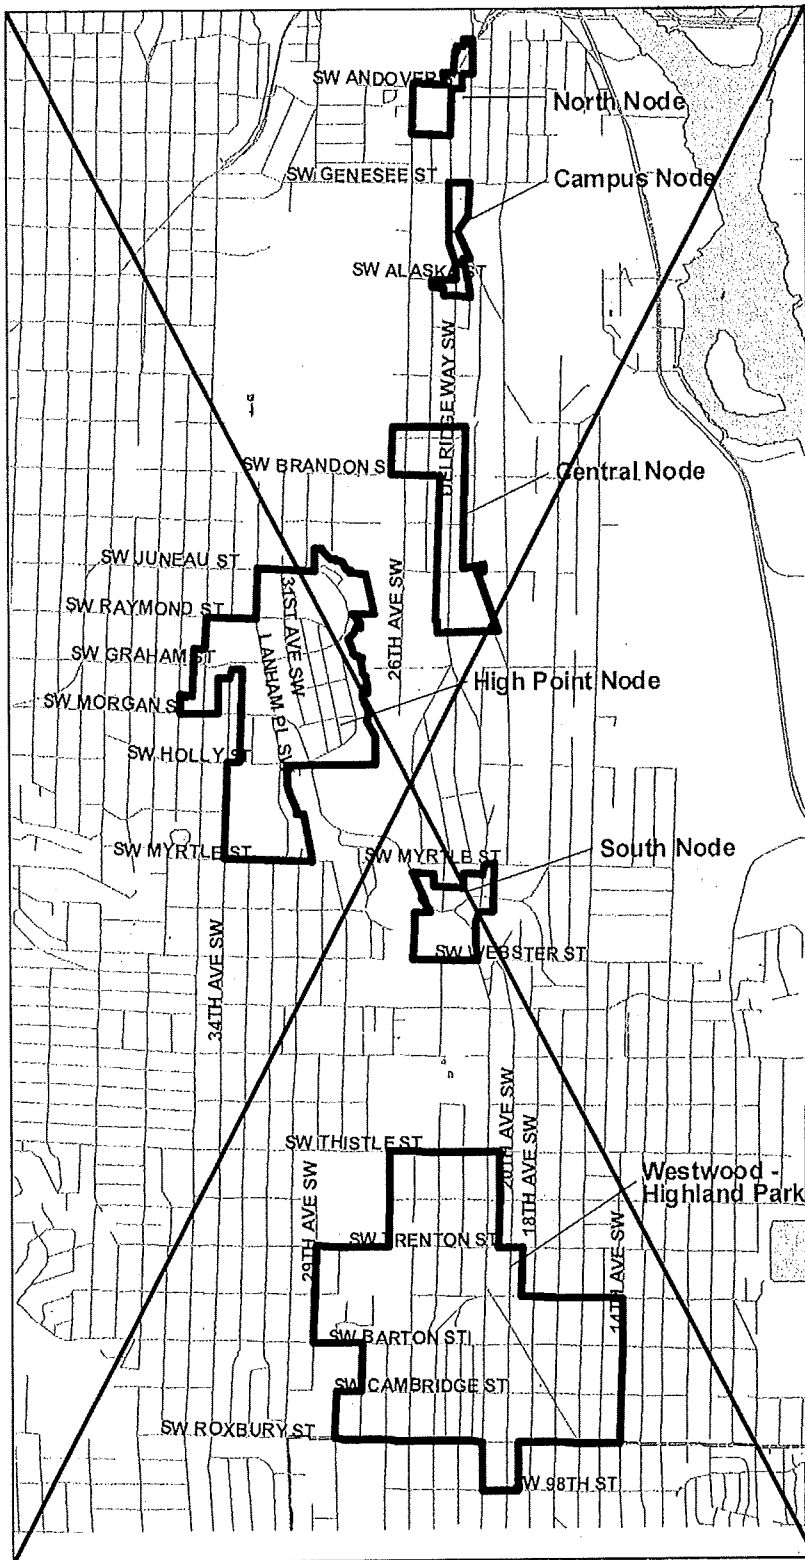 SW ANDOVER ST
North Node
SW GENESEE ST
Campus Node
SW ALASKA ST
DELRIDGE WAY SW
SW BRANDON S
Central Node
SW JUNEAU ST
31ST AVE SW
26TH AVE SW
SW RAYMOND ST
LANHAM PL SW
SW GRAHAM ST
High Point Node
SW MORGAN S
SW HOLLY ST
SW MYRTLE ST
SW MYRTLE ST
South Node
34TH AVE SW
SW WEBSTER ST
20TH AVE SW
18TH AVE SW
SW THISTLE ST
29TH AVE SW
Westwood -
Highland Park
14TH AVE SW
SW TRENTON ST
SW BARTON ST
SW CAMBRIDGE ST
SW ROXBURY ST
SW 98TH ST